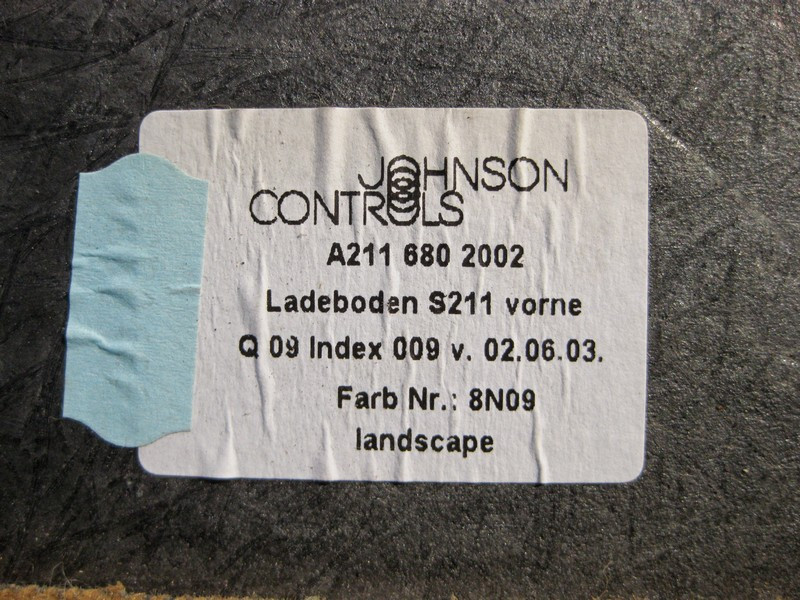 JOHNSON
CONTROLS
A211 680 2002
Ladeboden S211 vorne
Q 09 Index 009 v. 02.06.03.
Farb Nr.: 8N09
landscape